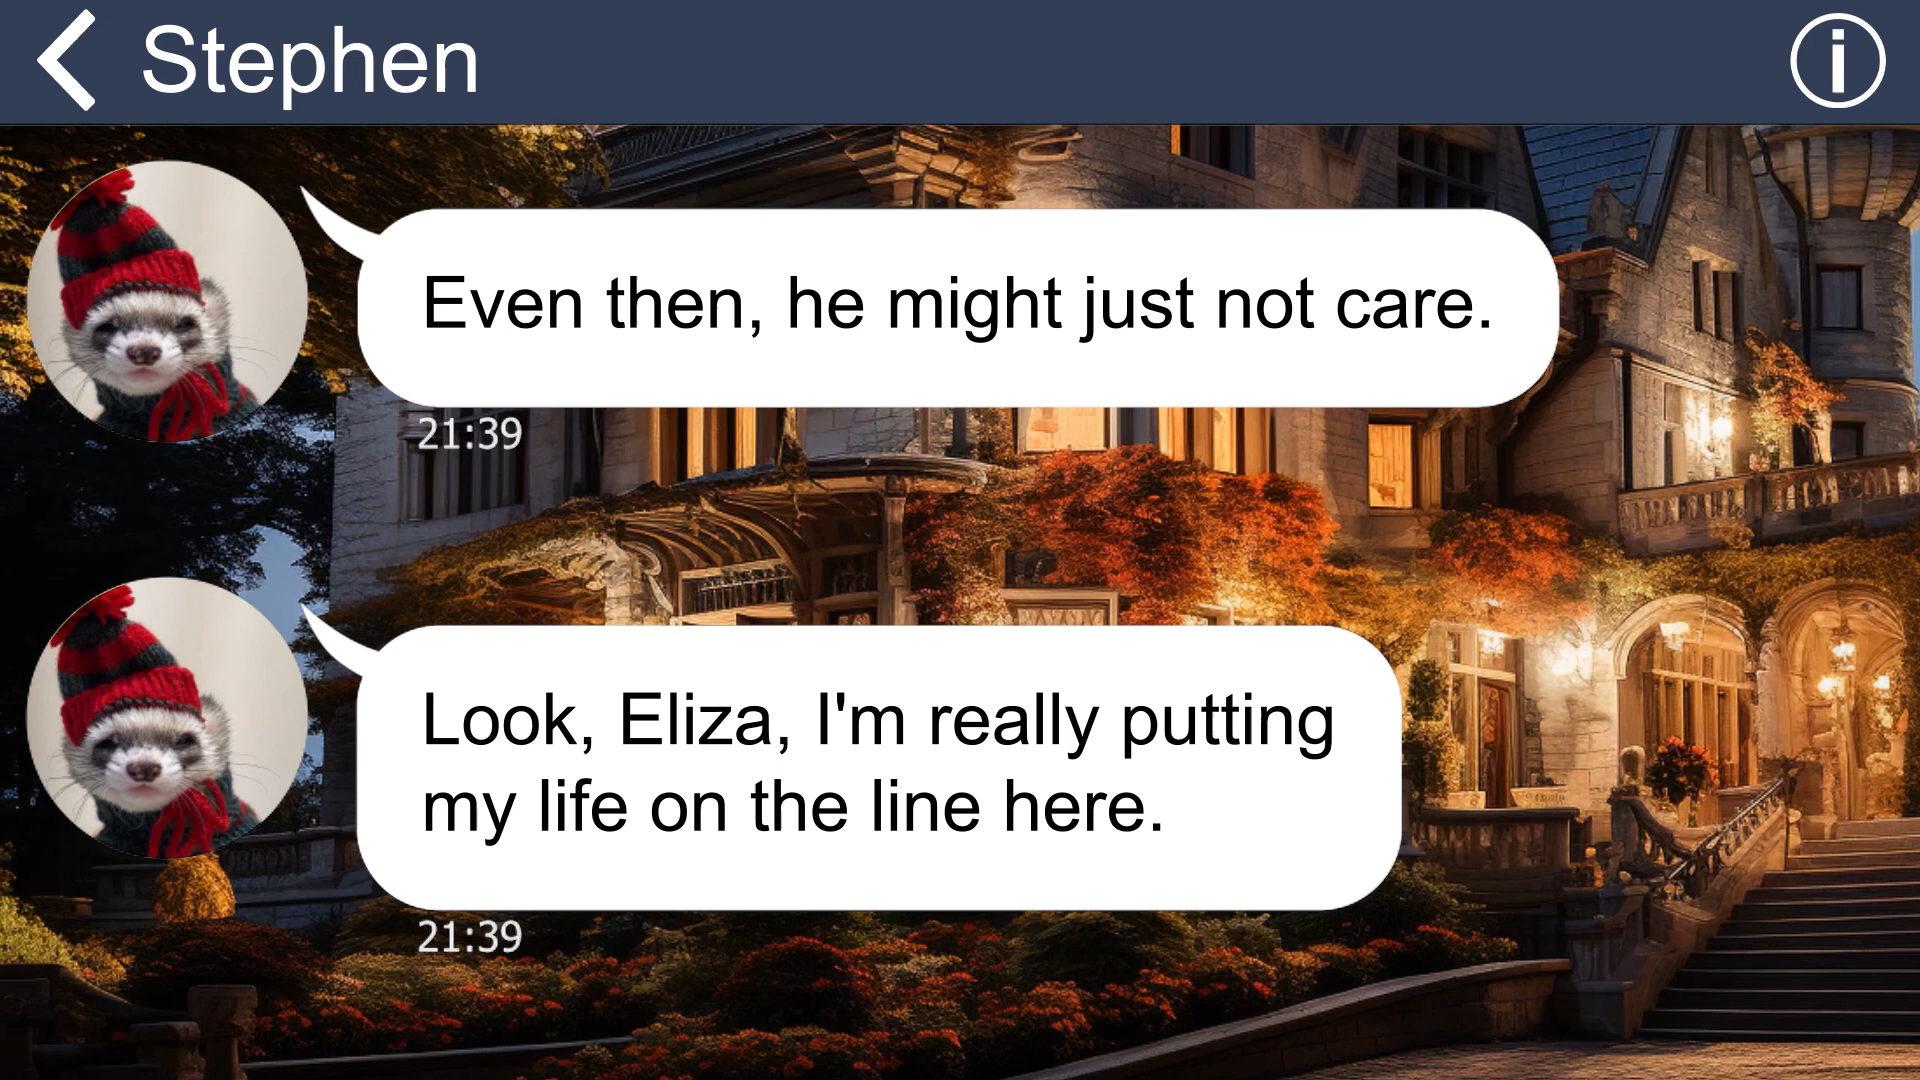 Stephen
Even then, he might just not care.
21:39
Look, Eliza, I'm really putting
my life on the line here.
21:39